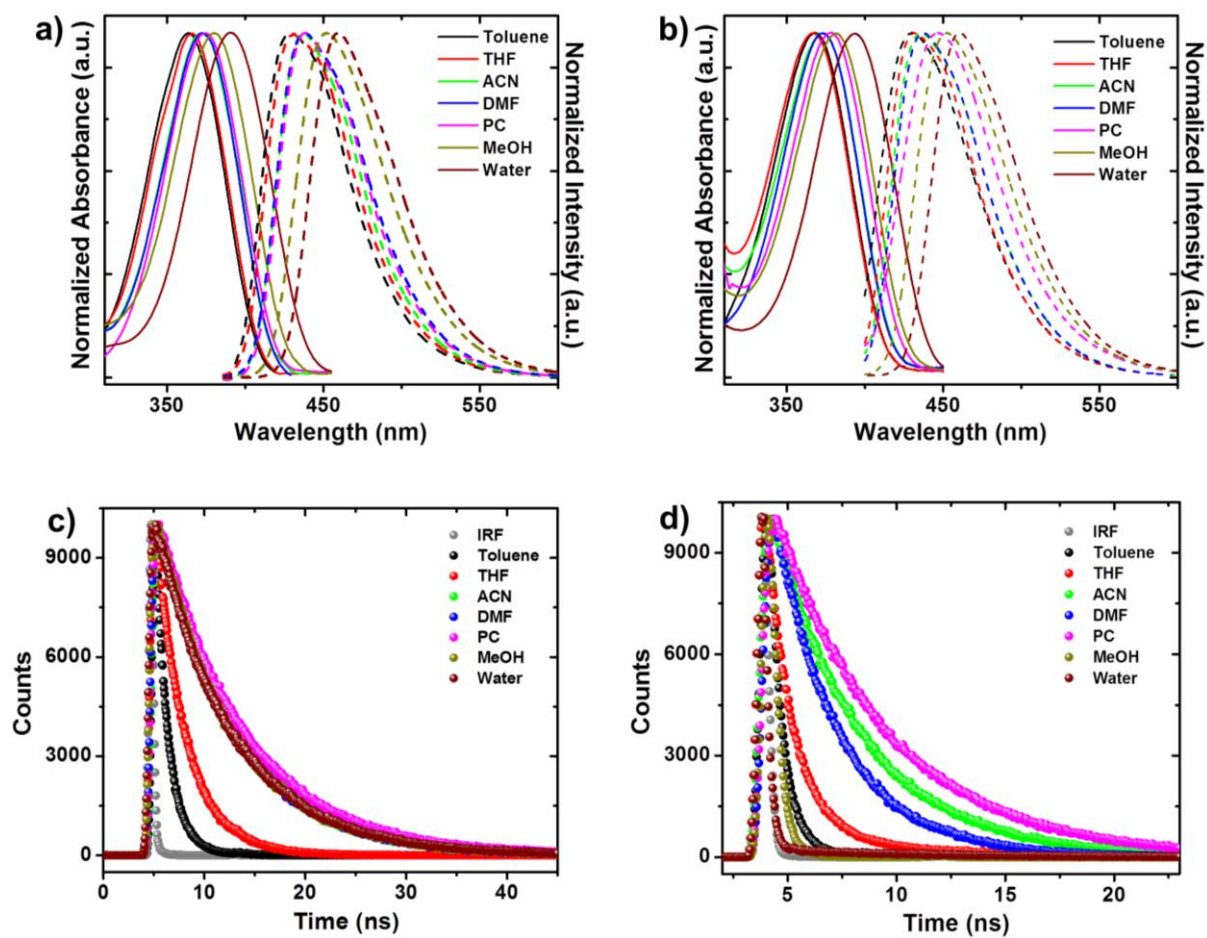 a)
Normalized Absorbance (a.u.)
Toluene
THF
ACN
DMF
PC
MeOH
Water
Normalized Intensity (a.u.)
350
450
550
Wavelength (nm)
b)
Normalized Absorbance (a.u.)
Toluene
THF
ACN
DMF
PC
MeOH
Water
Normalized Intensity (a.u.)
350
450
550
Wavelength (nm)
c)
Counts
9000
6000
3000
0
IRF
Toluene
THF
ACN
DMF
PC
MeOH
Water
0
10
20
30
40
Time (ns)
d)
Counts
9000
6000
3000
0
IRF
Toluene
THF
ACN
DMF
PC
MeOH
Water
5
10
15
20
Time (ns)